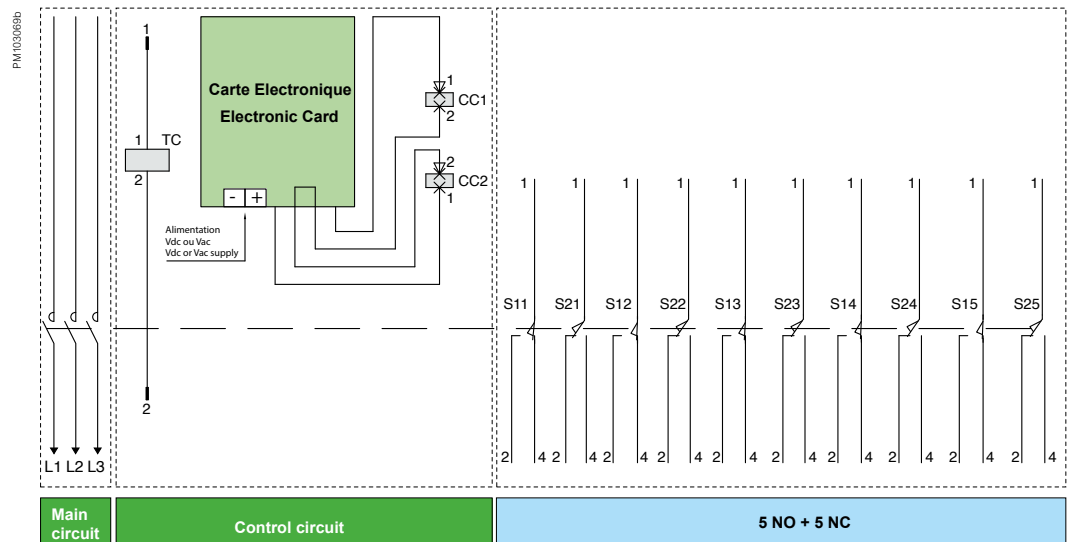 PM103069b
1
Carte Electronique
Electronic Card
1
CC1
2
1
TC
2
2
CC2
1
- +
Alimentation
Vdc ou Vac
Vdc or Vac supply
1 1 1 1 1 1 1 1 1 1
S11 S21 S12 S22 S13 S23 S14 S24 S15 S25
2
2 4 2 4 2 4 2 4 2 4 2 4 2 4 2 4 2 4 2 4
L1 L2 L3
Main
circuit
Control circuit
5 NO + 5 NC